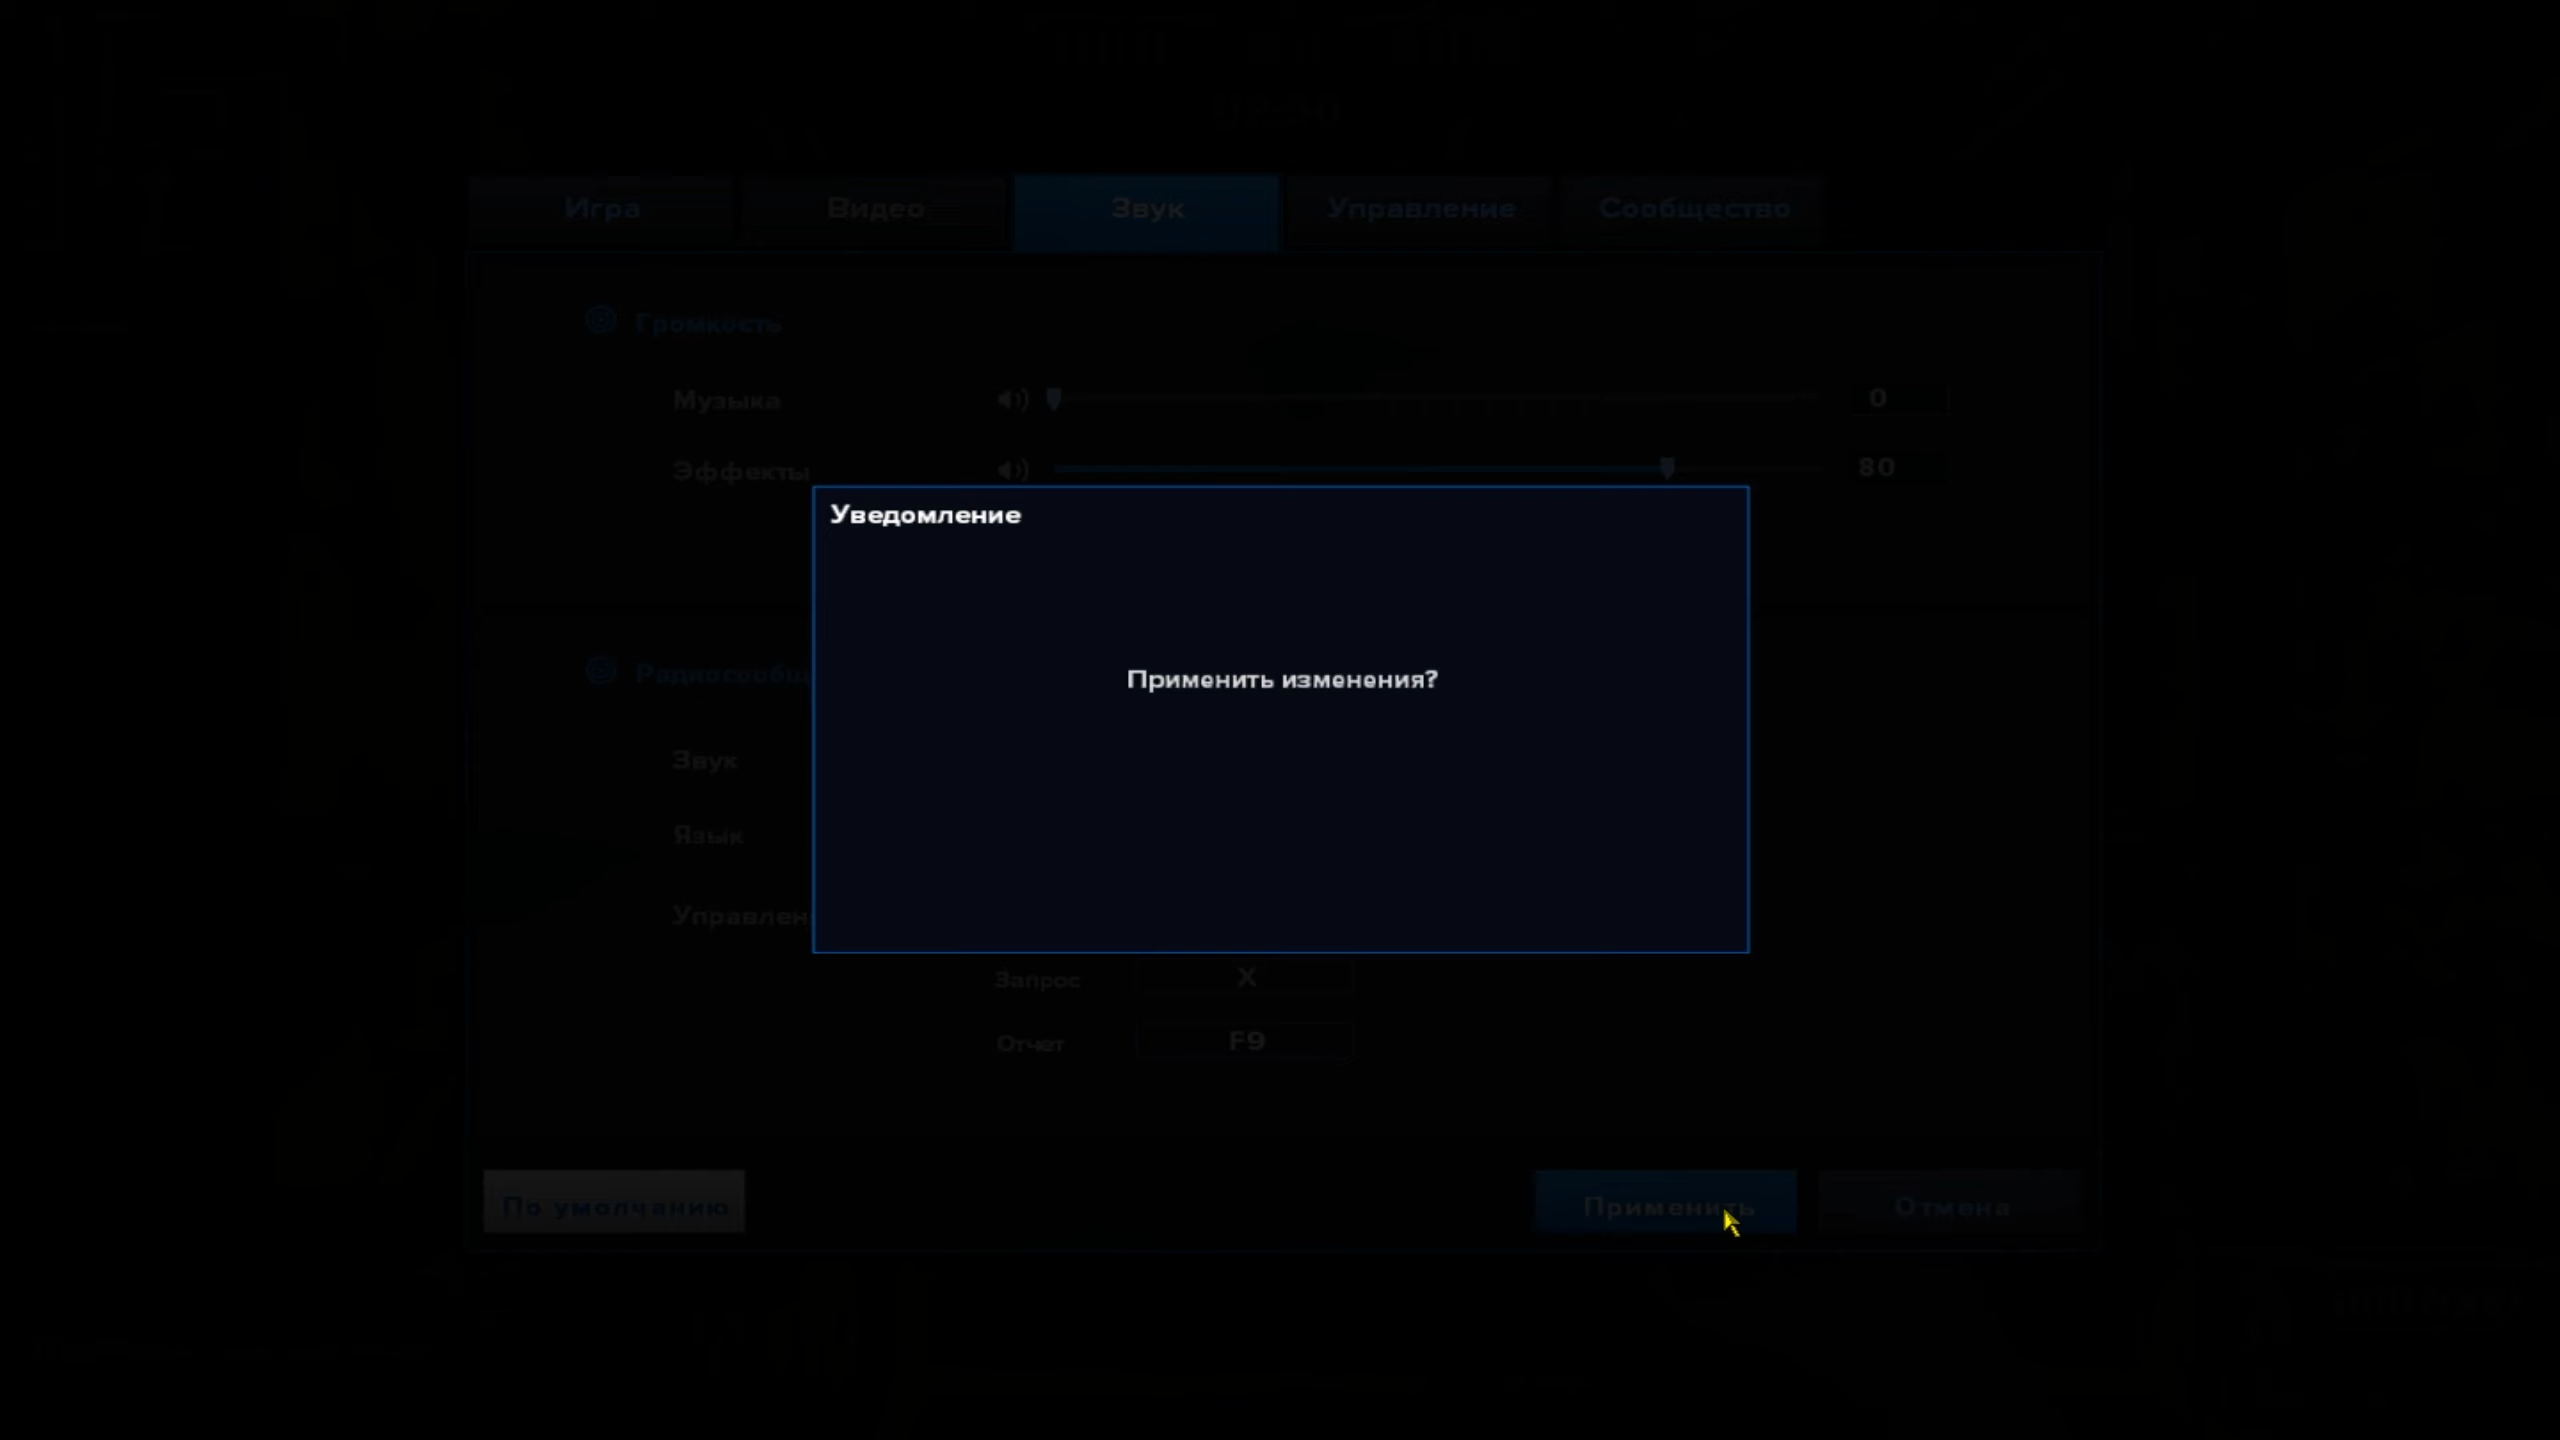 Игра Видео Звук Управление Сообщество
Громкость
Музыка 0
Эффекты 80
Уведомление
Применить изменения?
Звук
Язык
Запрос X
Отчет F9
По умолчанию Применить Отмена